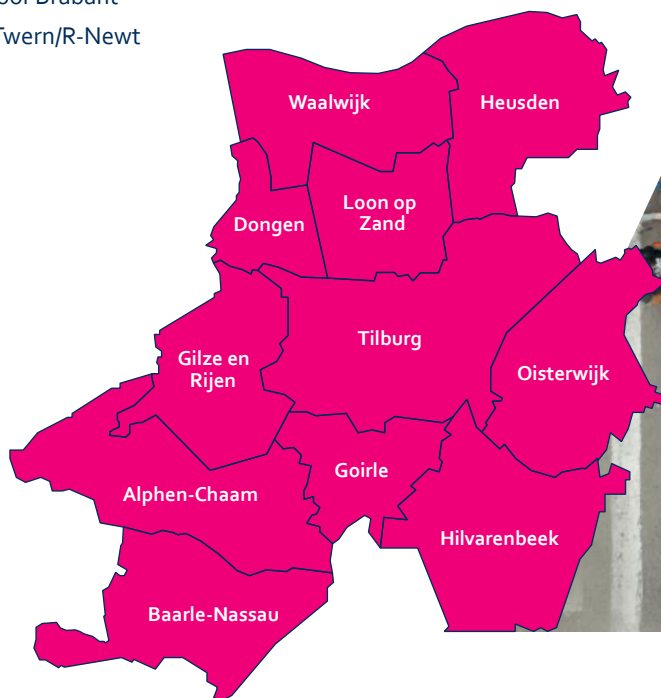 Brabant
Twern/R-Newt
Waalwijk
Heusden
Dongen
Loon op
Zand
Tilburg
Gilze en
Rijen
Oisterwijk
Goirle
Alphen-Chaam
Hilvarenbeek
Baarle-Nassau